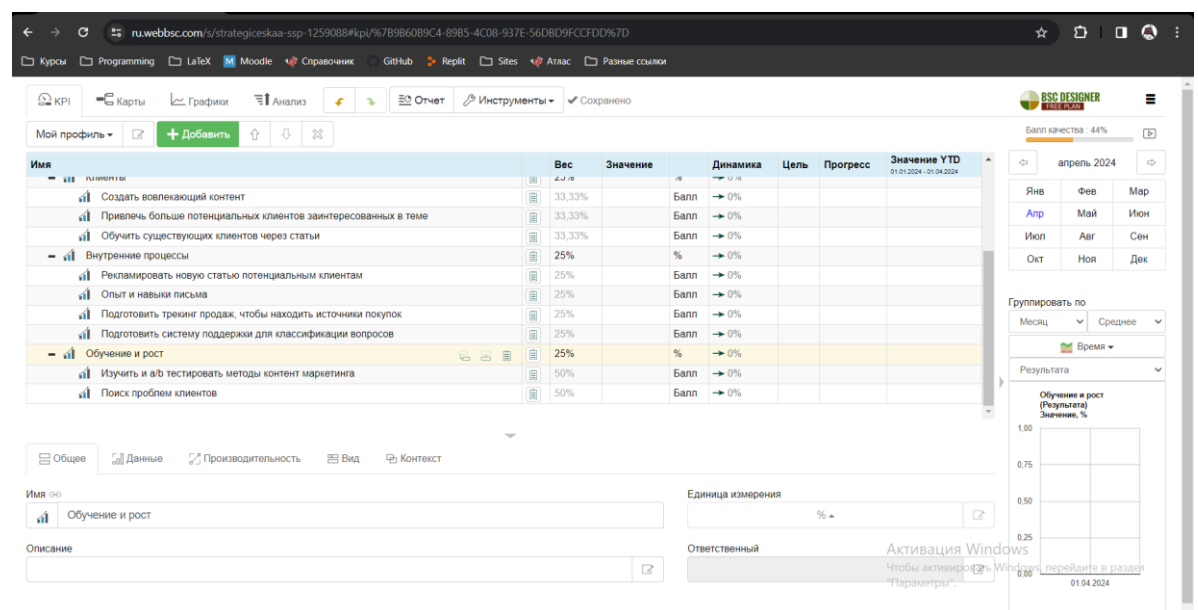 ru.webbsc.com/s/strategiceskaa-ssp-1259088#kpi/%7B9B60B9C4-89B5-4C08-937E-56DBD9FCCFDD%7D
Курсы Programming LaTeX Moodle Справочник GitHub Replit Sites Атлас Разные ссылки
KPI Карты Графики Анализ Отчет Инструменты Сохранено
BSC DESIGNER
FREE PLAN
Мой профиль Добавить
Балл качества : 44%
Имя Вес Значение Динамика Цель Прогресс Значение YTD
01.01.2024 - 01.04.2024
апрель 2024
Клиенты 25% % 0%
Создать вовлекающий контент 33,33% Балл 0%
Привлечь больше потенциальных клиентов заинтересованных в теме 33,33% Балл 0%
Обучить существующих клиентов через статьи 33,33% Балл 0%
Внутренние процессы 25% % 0%
Рекламировать новую статью потенциальным клиентам 25% Балл 0%
Опыт и навыки письма 25% Балл 0%
Подготовить трекинг продаж, чтобы находить источники покупок 25% Балл 0%
Подготовить систему поддержки для классификации вопросов 25% Балл 0%
Обучение и рост 25% % 0%
Изучить и a/b тестировать методы контент маркетинга 50% Балл 0%
Поиск проблем клиентов 50% Балл 0%
Янв Фев Мар
Апр Май Июн
Июл Авг Сен
Окт Ноя Дек
Группировать по
Месяц Среднее
Время
Результата
Обучение и рост
(Результата)
Значение, %
1,00
0,75
0,50
0,25
0,00
01.04.2024
Общее Данные Производительность Вид Контекст
Имя Единица измерения
Обучение и рост %
Описание Ответственный
Активация Windows
Чтобы активировать Windows, перейдите в раздел
"Параметры".